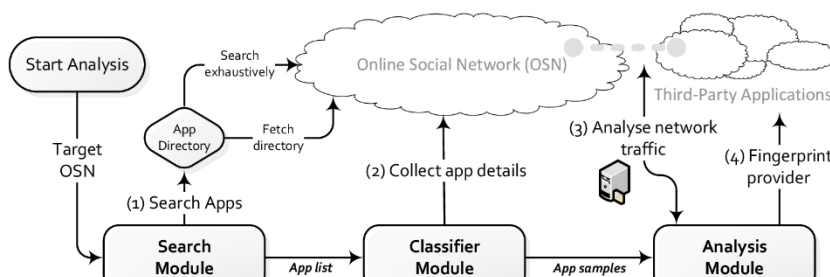 Start Analysis
Search
exhaustively
Online Social Network (OSN)
App
Directory
Fetch
directory
Third-Party Applications
Target
OSN
(1) Search Apps
(2) Collect app details
(3) Analyse network
traffic
(4) Fingerprint
provider
Search
Module
App list
Classifier
Module
App samples
Analysis
Module